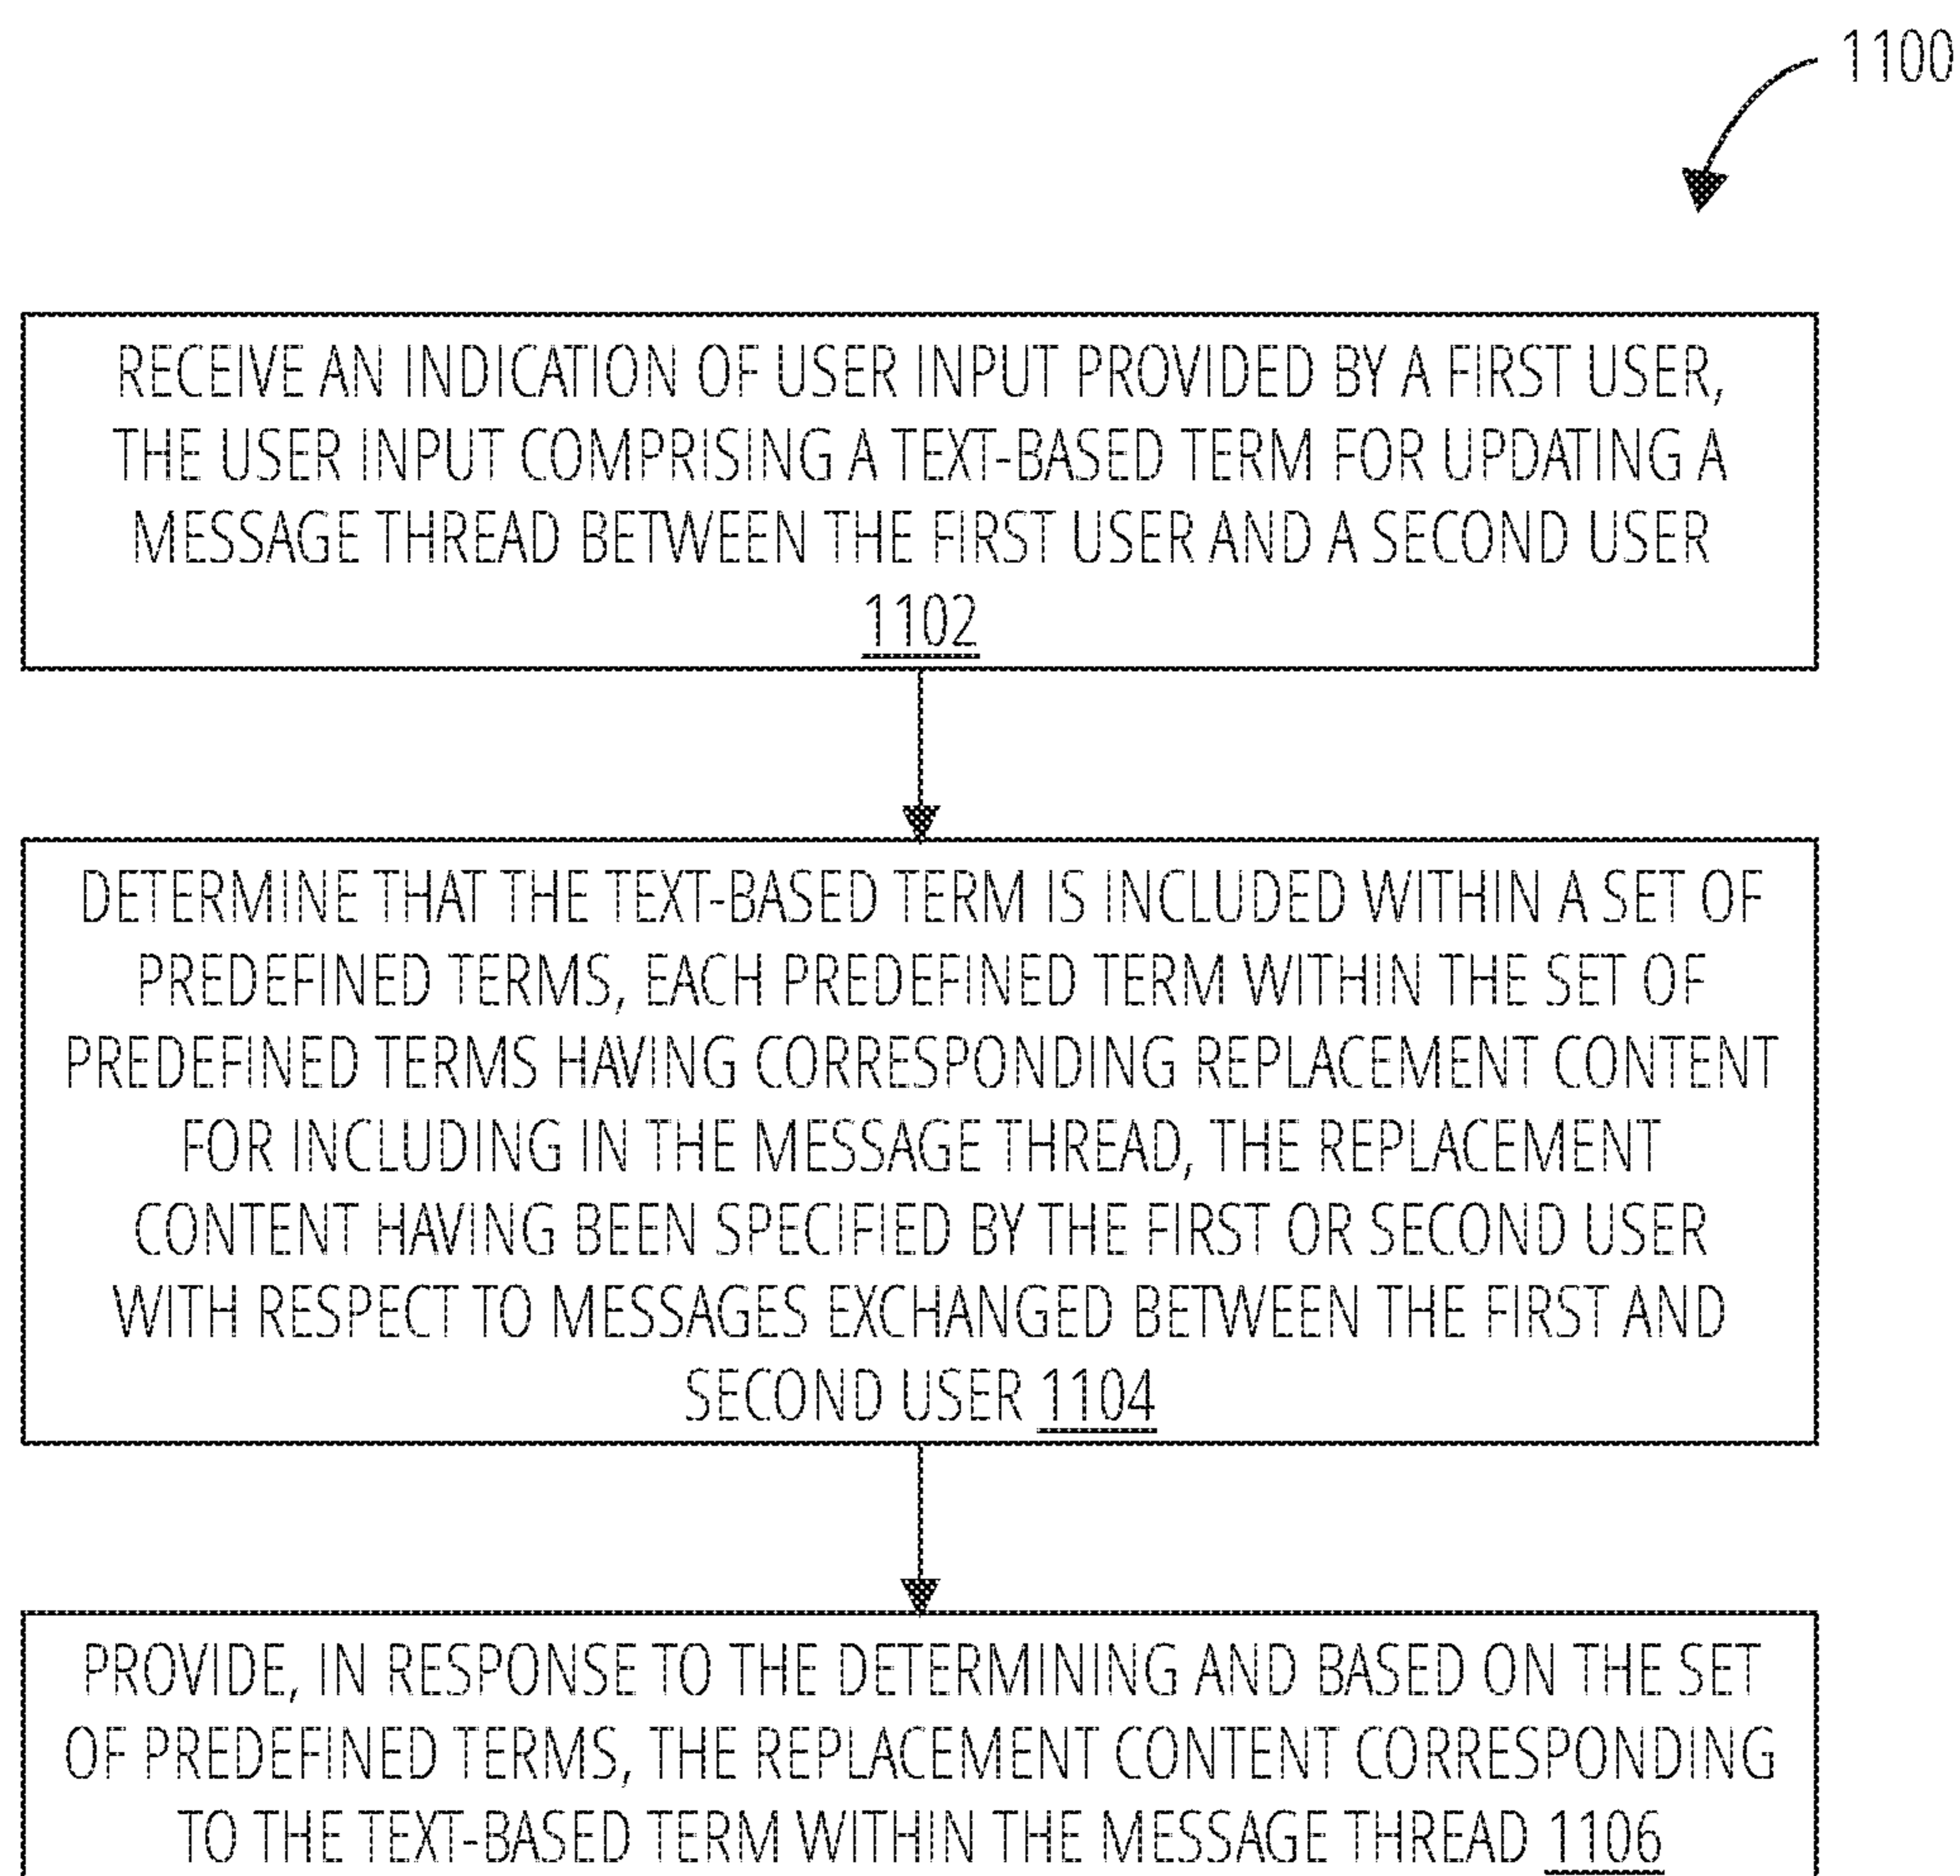 1100
RECEIVE AN INDICATION OF USER INPUT PROVIDED BY A FIRST USER,
THE USER INPUT COMPRISING A TEXT-BASED TERM FOR UPDATING A
MESSAGE THREAD BETWEEN THE FIRST USER AND A SECOND USER
1102
DETERMINE THAT THE TEXT-BASED TERM IS INCLUDED WITHIN A SET OF
PREDEFINED TERMS, EACH PREDEFINED TERM WITHIN THE SET OF
PREDEFINED TERMS HAVING CORRESPONDING REPLACEMENT CONTENT
FOR INCLUDING IN THE MESSAGE THREAD, THE REPLACEMENT
CONTENT HAVING BEEN SPECIFIED BY THE FIRST OR SECOND USER
WITH RESPECT TO MESSAGES EXCHANGED BETWEEN THE FIRST AND
SECOND USER 1104
PROVIDE, IN RESPONSE TO THE DETERMINING AND BASED ON THE SET
OF PREDEFINED TERMS, THE REPLACEMENT CONTENT CORRESPONDING
TO THE TEXT-BASED TERM WITHIN THE MESSAGE THREAD 1106